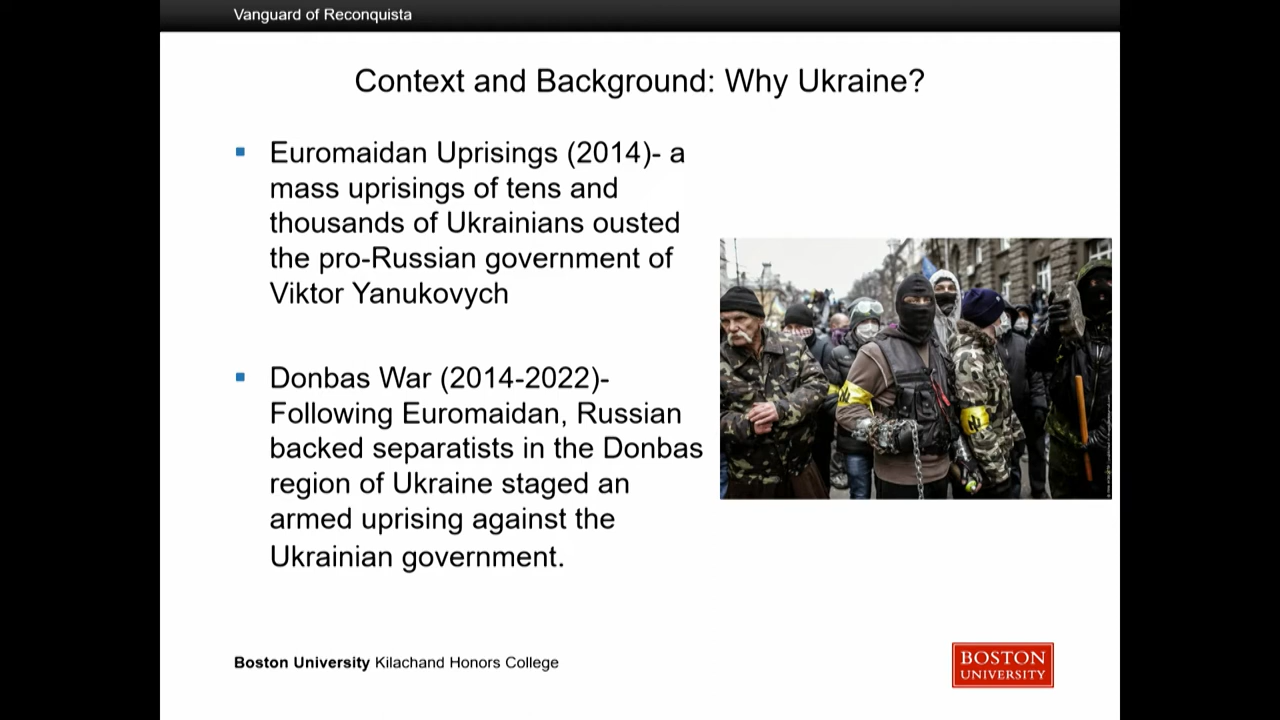 Vanguard of Reconquista
Context and Background: Why Ukraine?
Euromaidan Uprisings (2014)- a
mass uprisings of tens and
thousands of Ukrainians ousted
the pro-Russian government of
Viktor Yanukovych
Donbas War (2014-2022)-
Following Euromaidan, Russian
backed separatists in the Donbas
region of Ukraine staged an
armed uprising against the
Ukrainian government.
Boston University Kilachand Honors College
BOSTON
UNIVERSITY